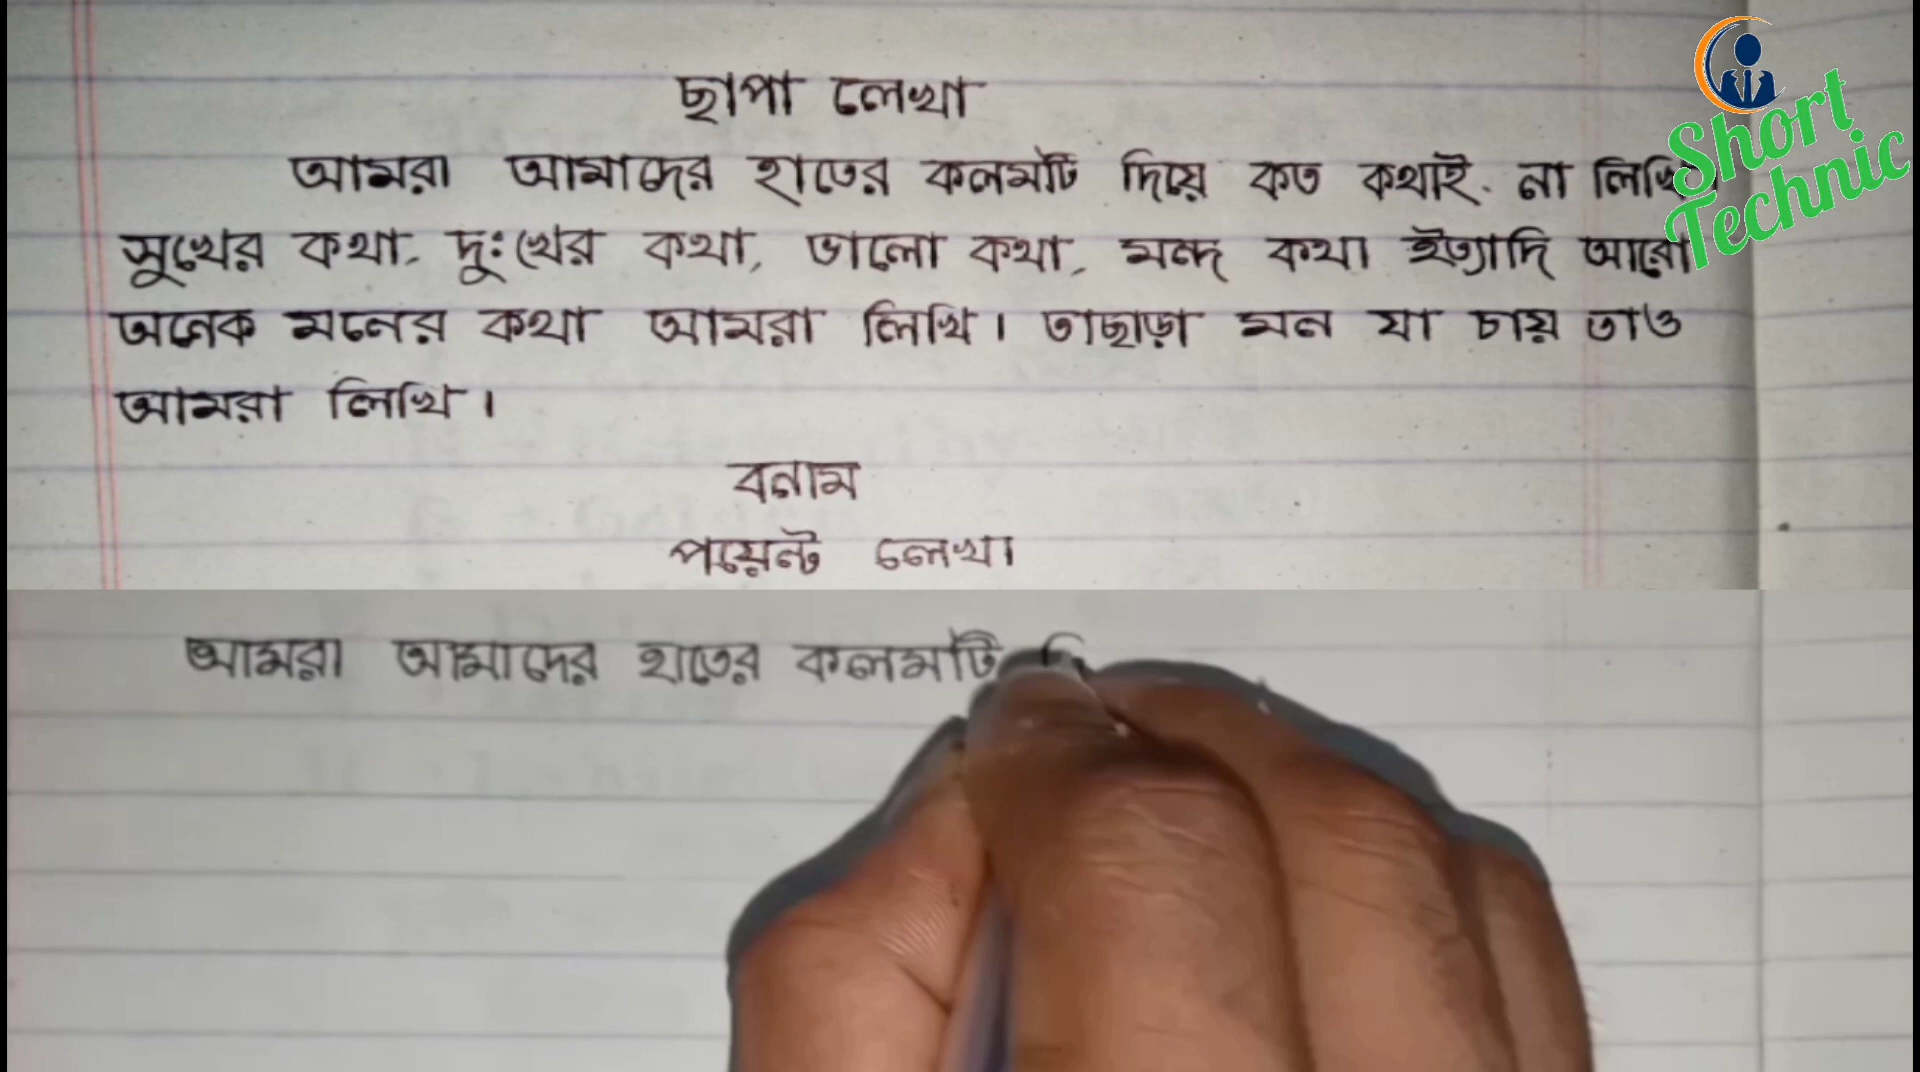 ছাপা লেখা
আমরা আমাদের হাতের কলমটি দিয়ে কত কথাই না লিখি।
সুখের কথা, দুঃখের কথা, ভালো কথা, মন্দ কথা ইত্যাদি আরো
অনেক মনের কথা আমরা লিখি। তাছাড়া মন যা চায় তাও
আমরা লিখি।
বনাম
পয়েন্ট লেখা
আমরা আমাদের হাতের কলমটি
Short
Technic